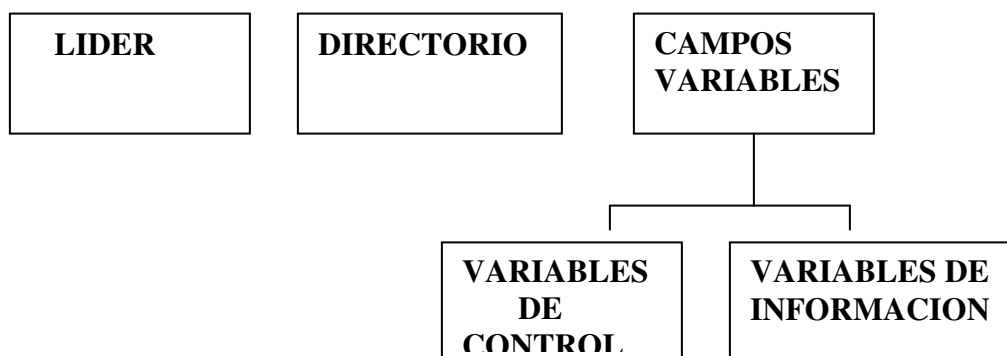 LIDER
DIRECTORIO
CAMPOS
VARIABLES
VARIABLES
DE
CONTROL
VARIABLES DE
INFORMACION